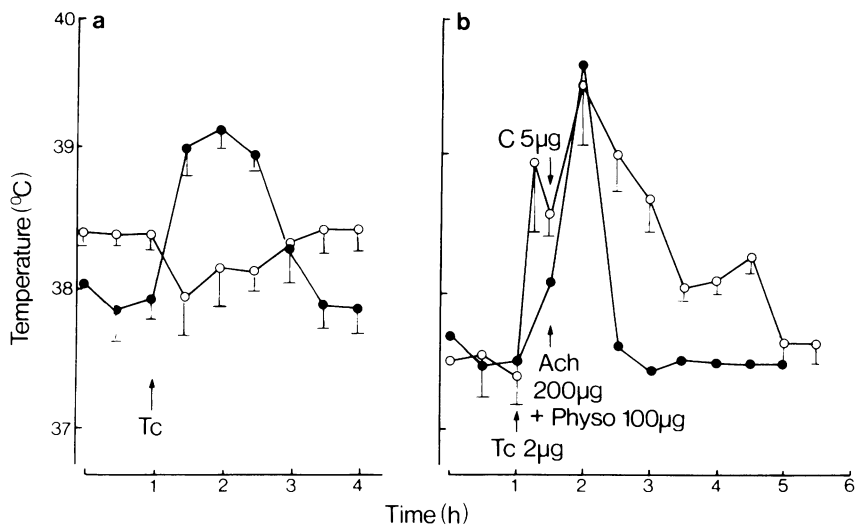 a
b
40
39
38
37
Temperature (⁰C)
Tc
1
2
3
4
C 5µg
Ach
200µg
+ Physo 100µg
Tc 2µg
1
2
3
4
5
6
Time (h)